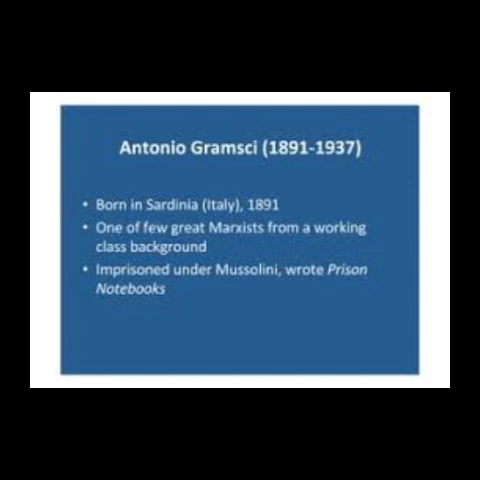 Antonio Gramsci (1891-1937)
• Born in Sardinia (Italy), 1891
• One of few great Marxists from a working
class background
• Imprisoned under Mussolini, wrote Prison
Notebooks